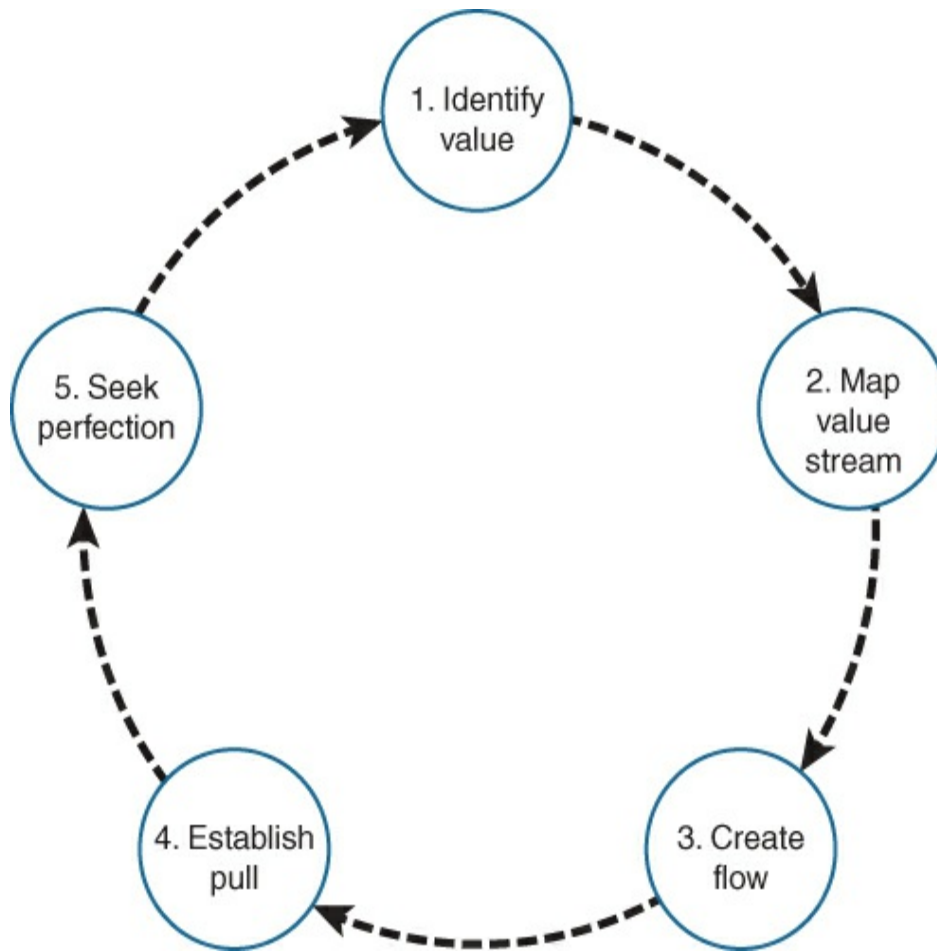 1. Identify
value
2. Map
value
stream
3. Create
flow
4. Establish
pull
5. Seek
perfection